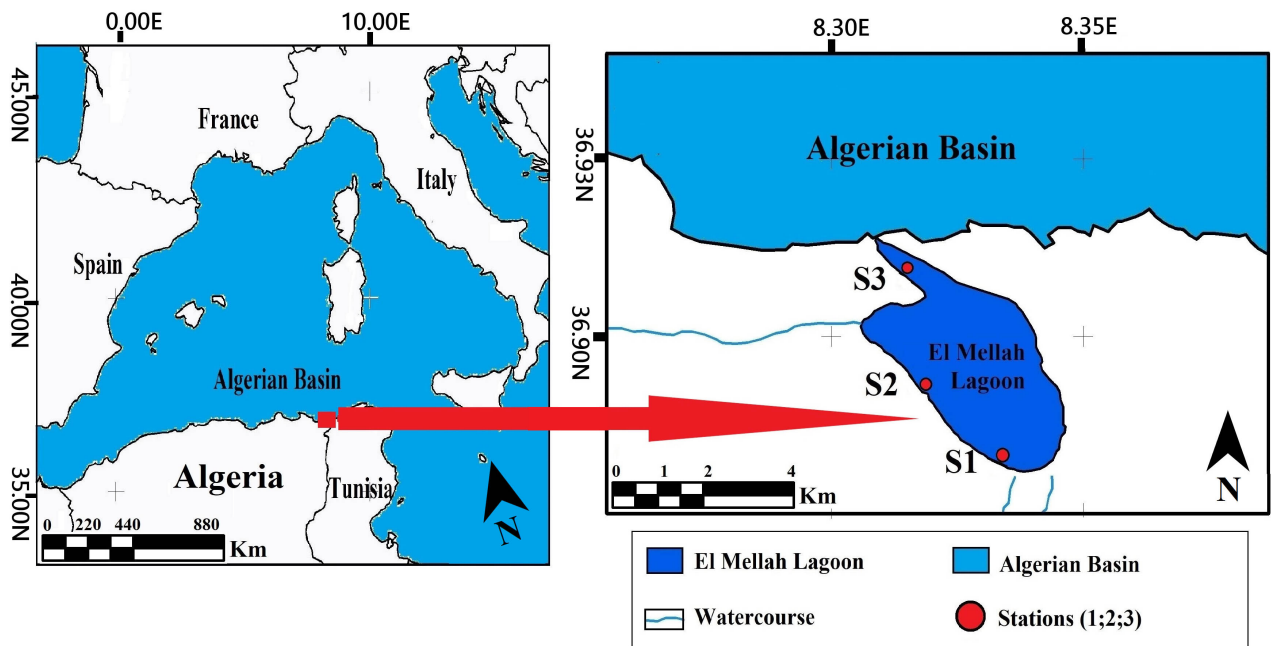 0.00E
10.00E
45.00N
40.00N
35.00N
France
Italy
Spain
Algerian Basin
Algeria
Tunisia
0 220 440 880
Km
N
8.30E
8.35E
36.93N
36.90N
Algerian Basin
S3
El Mellah
Lagoon
S2
S1
0 1 2 4
Km
N
El Mellah Lagoon
Algerian Basin
Watercourse
Stations (1;2;3)